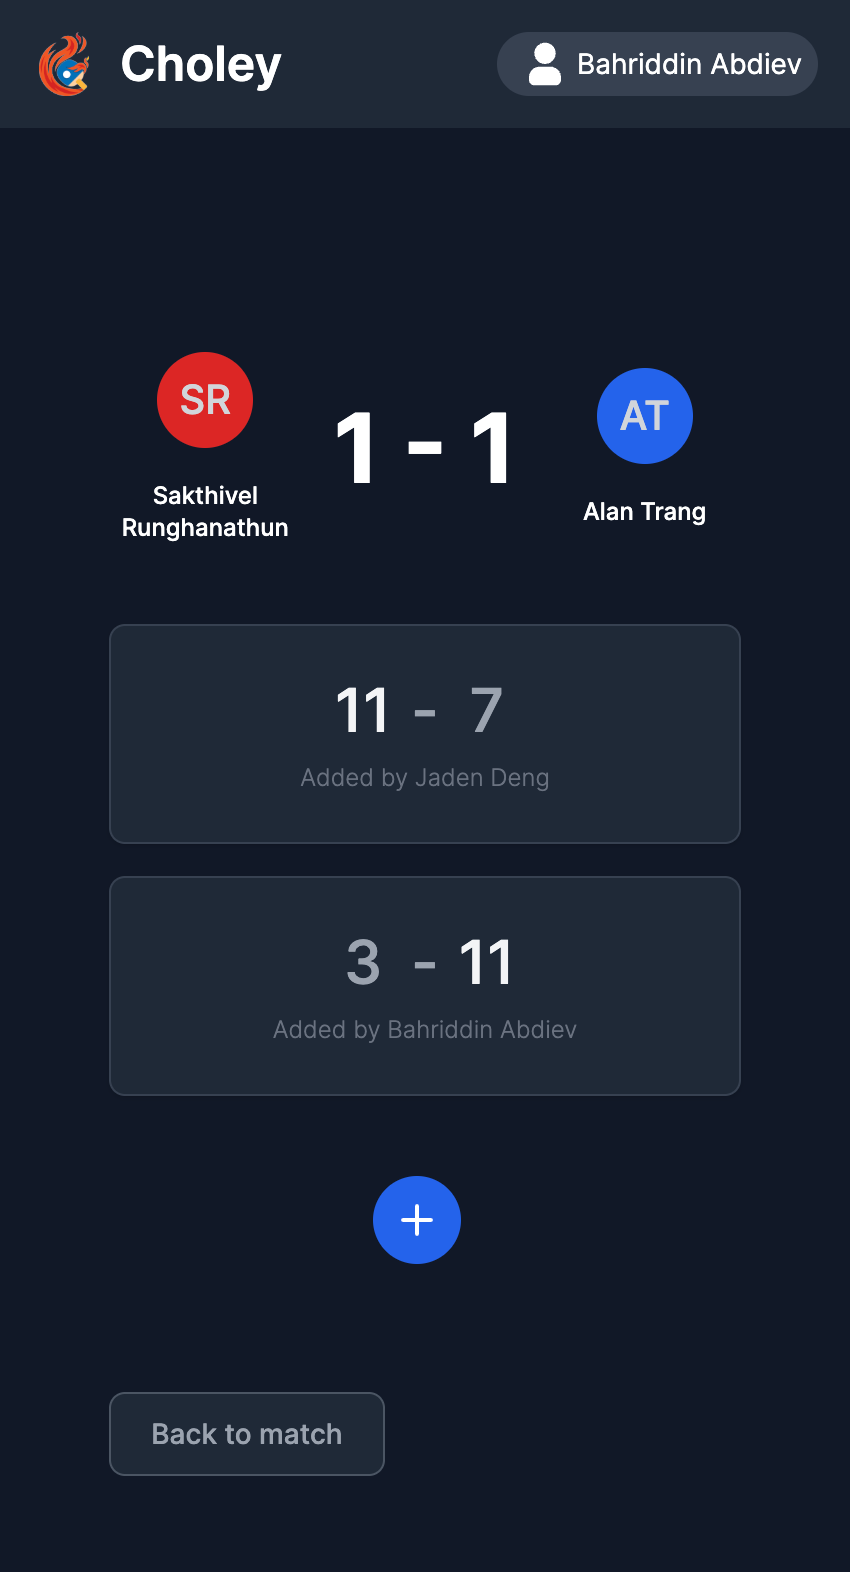 Choley
Bahriddin Abdiev
SR
Sakthivel
Runghanathun
1 - 1
AT
Alan Trang
11 - 7
Added by Jaden Deng
3 - 11
Added by Bahriddin Abdiev
+
Back to match